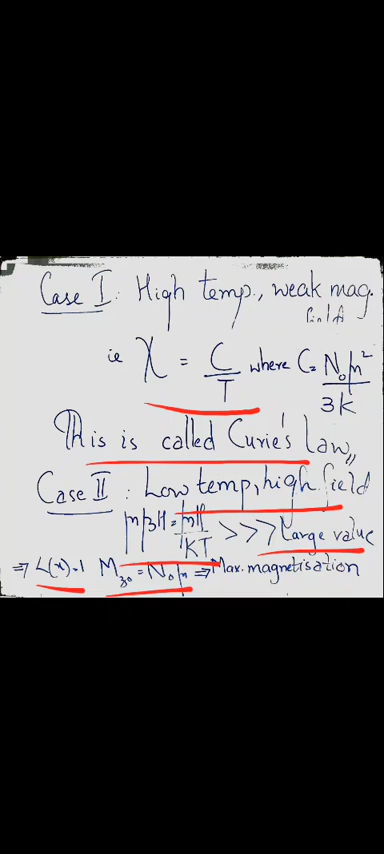 Case I : High temp., weak mag.
field
ie χ = C/T where C = N₀μ²/3k
This is called Curie's law,,
Case II : Low temp, high field
μβH = μH/KT >>> Large value
⇒ L(x)=1 M₃₀ = N₀μ ⇒ Max. magnetisation